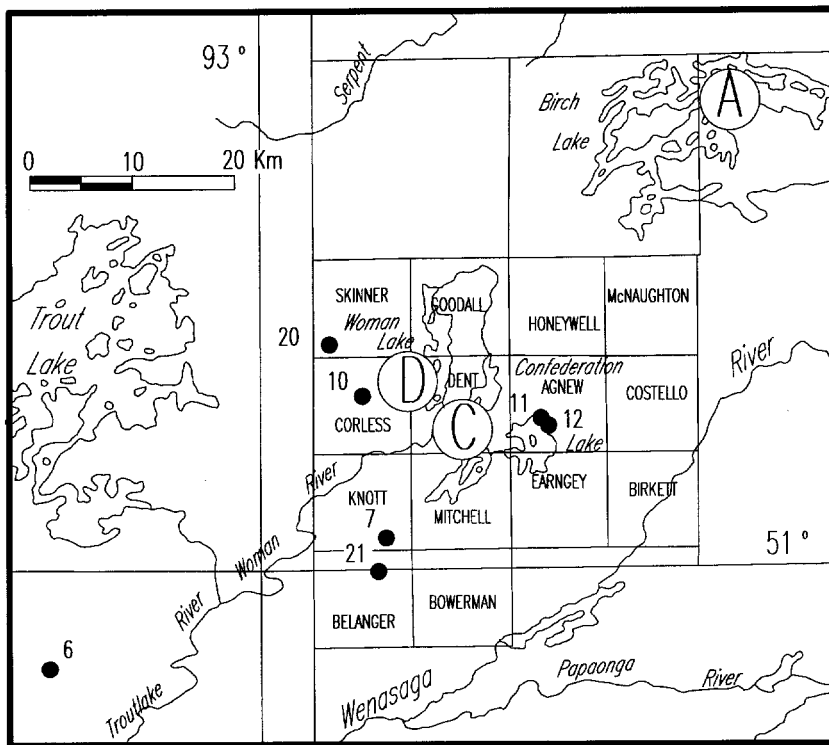 93°
Serpent
Birch
Lake
A
0 10 20 Km
Trout
Lake
SKINNER
GOODALL
McNAUGHTON
HONEYWELL
Woman
Lake
20
Confederation
DENT
AGNEW
COSTELLO
River
10
D
11
12
CORLESS
C
Lake
River
KNOTT
EARNGEY
BIRKETT
7
MITCHELL
Woman
21
51°
River
BELANGER
BOWERMAN
6
Troutlake
Wenasaga
Papaonga
River